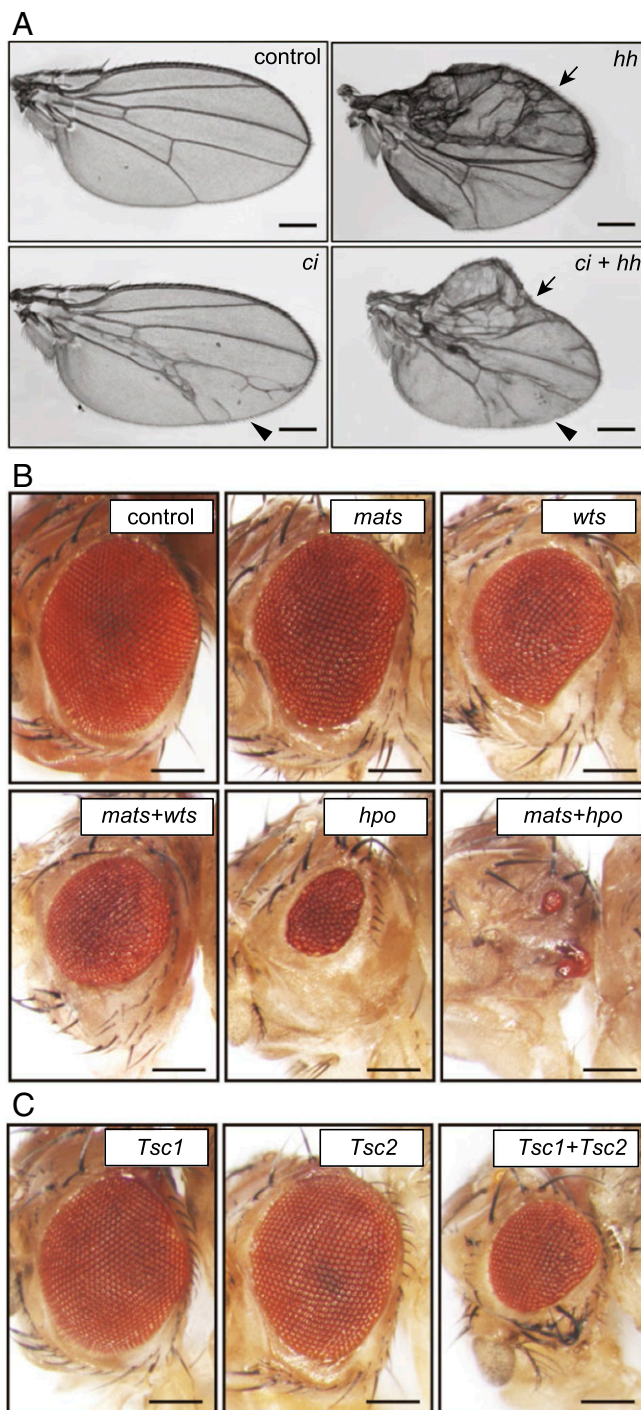 A
control
hh
ci
ci + hh
B
control
mats
wts
mats+wts
hpo
mats+hpo
C
Tsc1
Tsc2
Tsc1+Tsc2